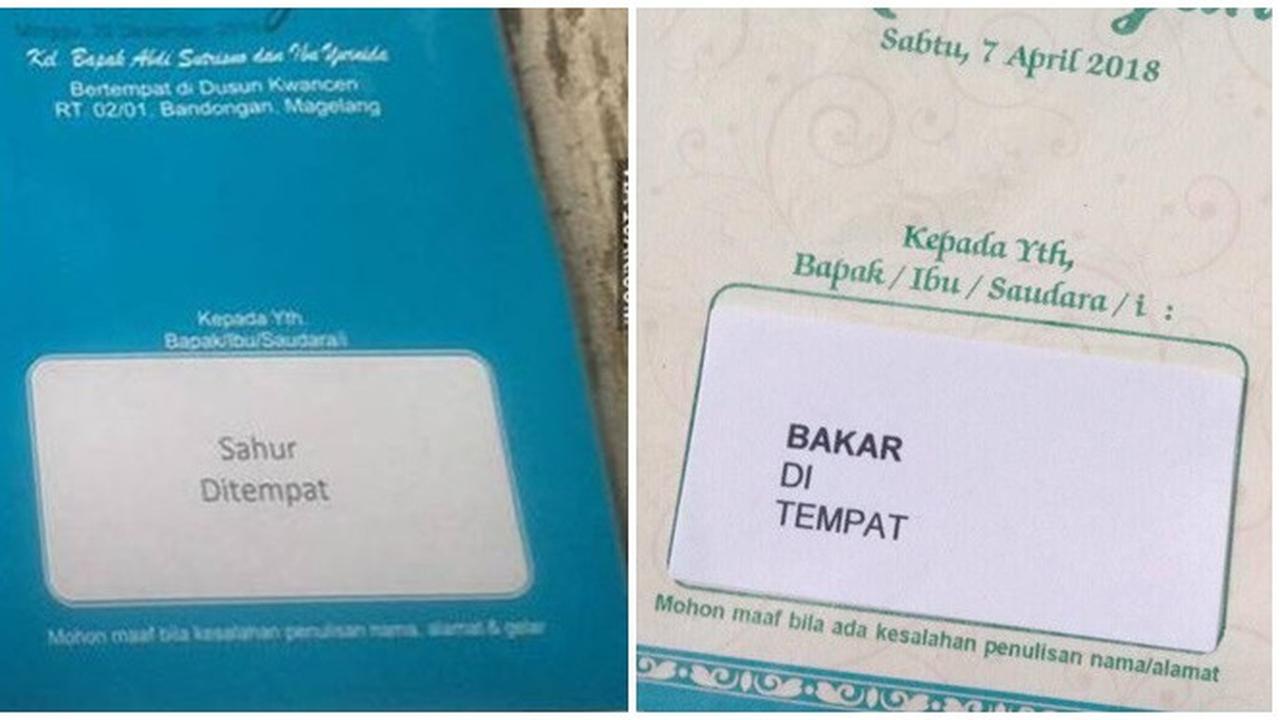 Kel. Bapak Abdi Sutrisno dan Ibu Yurnida
Bertempat di Dusun Kwancen
RT. 02/01. Bandongan. Magelang
Kepada Yth.
Bapak/Ibu/Saudara/i
Sahur
Ditempat
Mohon maaf bila kesalahan penulisan nama, alamat & gelar
Sabtu, 7 April 2018
Kepada Yth,
Bapak / Ibu / Saudara / i :
BAKAR
DI
TEMPAT
Mohon maaf bila ada kesalahan penulisan nama/alamat